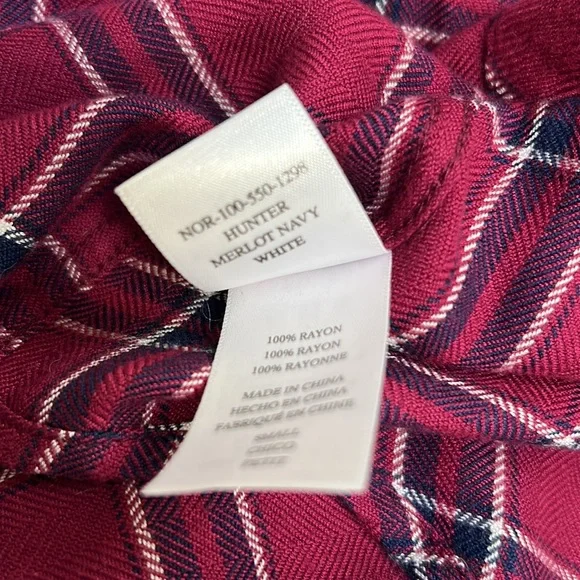 NOR-100-550-1298
HUNTER
MERLOT NAVY
WHITE
100% RAYON
100% RAYON
100% RAYONNE
MADE IN CHINA
HECHO EN CHINA
FABRIQUÉ EN CHINE
SMALL
CHICO
PETIT